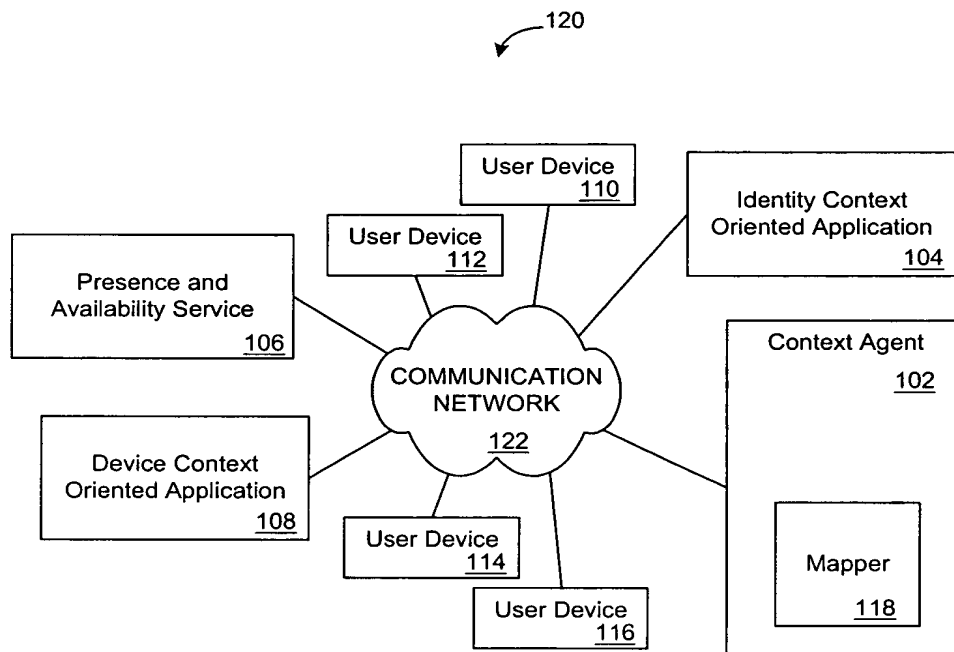 120
User Device
110
Identity Context
Oriented Application
104
User Device
112
Presence and
Availability Service
106
Context Agent
102
COMMUNICATION
NETWORK
122
Device Context
Oriented Application
108
User Device
114
Mapper
118
User Device
116